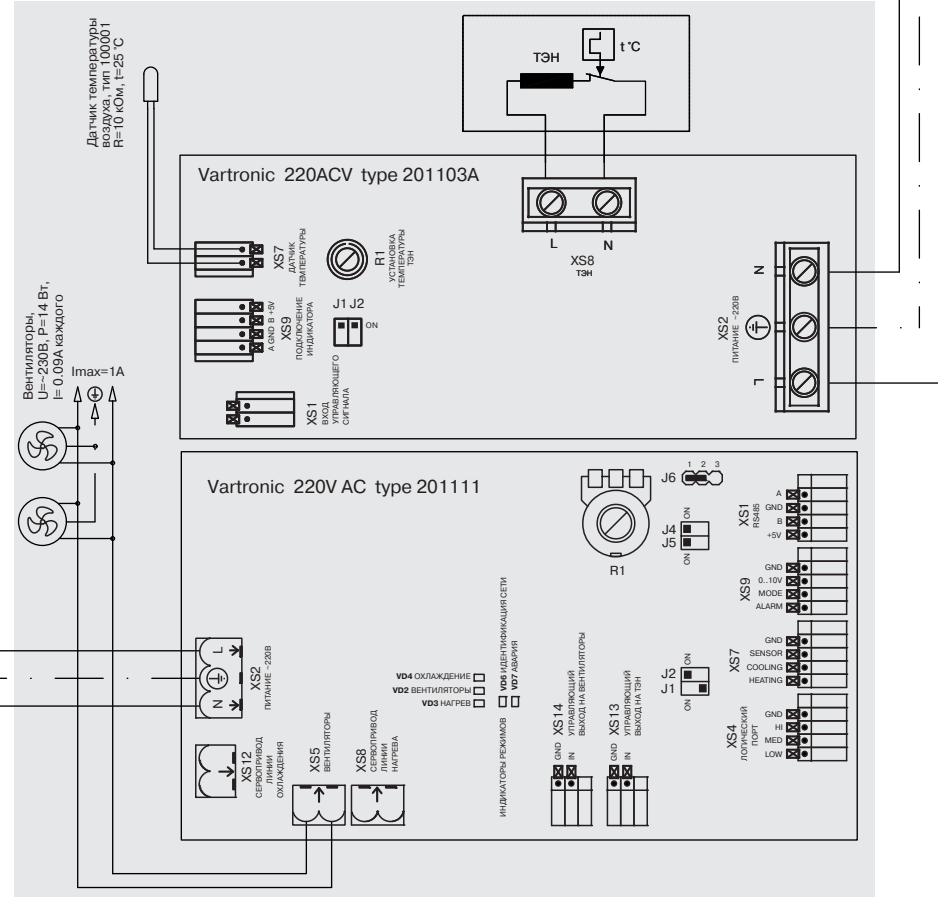 Датчик температуры
воздуха, тип 100001
R=10 кОм, t=25 °C
ТЭН
t °C
Vartronic 220ACV type 201103A
L
N
XS8
ТЭН
XS7
ДАТЧИК
ТЕМПЕРАТУРЫ
R1
УСТАНОВКА
ТЕМПЕРАТУРЫ
ТЭН
A GND B +5V
XS9
ПОДКЛЮЧЕНИЕ
ИНДИКАТОРА
J1 J2
ON
XS1
ВХОД
УПРАВЛЯЮЩЕГО
СИГНАЛА
XS2
ПИТАНИЕ ~220В
N
L
Вентиляторы,
U=~230В, P=14 Вт,
I= 0.09А каждого
Imax=1A
Vartronic 220V AC type 201111
R1
J6
1 2 3
ON
J4
J5
ON
XS1
RS485
A
GND
B
+5V
XS9
GND
0..10V
MODE
ALARM
XS7
GND
SENSOR
COOLING
HEATING
XS4
ЛОГИЧЕСКИЙ
ПОРТ
GND
HI
MED
LOW
ON
J2
J1
ON
L
N
XS2
ПИТАНИЕ ~220В
VD4 ОХЛАЖДЕНИЕ
VD2 ВЕНТИЛЯТОРЫ
VD3 НАГРЕВ
VD6 ИДЕНТИФИКАЦИЯ СЕТИ
VD7 АВАРИЯ
ИНДИКАТОРЫ РЕЖИМОВ
XS14
УПРАВЛЯЮЩИЙ
ВЫХОД НА ВЕНТИЛЯТОРЫ
GND
IN
XS13
УПРАВЛЯЮЩИЙ
ВЫХОД НА ТЭН
GND
IN
XS12
СЕРВОПРИВОД
ЛИНИИ
ОХЛАЖДЕНИЯ
XS5
ВЕНТИЛЯТОРЫ
XS8
СЕРВОПРИВОД
ЛИНИИ
НАГРЕВА